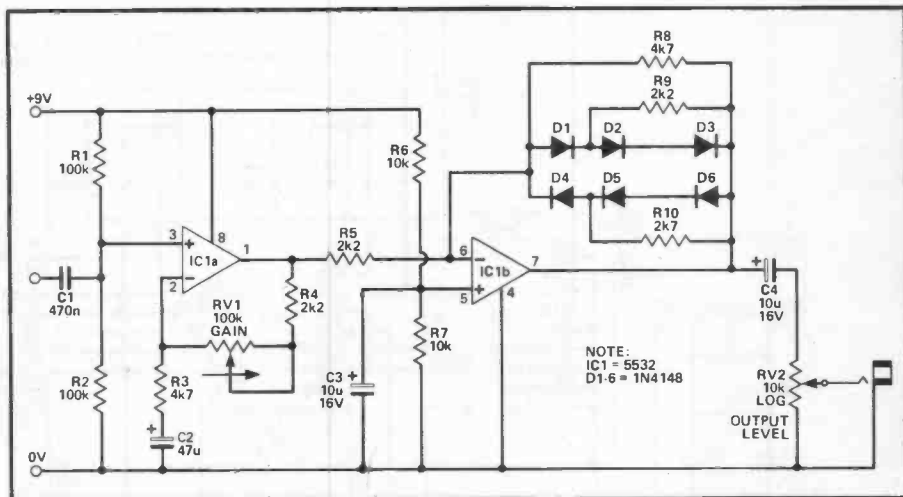 R8
4k7
R9
2k2
+9V
D1
D2
D3
R1
100k
R6
10k
D4
D5
D6
R10
2k7
3
+
8
IC1a
1
R5
2k2
6
–
IC1b
7
2
–
5
+
4
C1
470n
RV1
100k
GAIN
R4
2k2
+
C4
10u
16V
R2
100k
R3
4k7
+
C2
47u
C3
+
10u
16V
R7
10k
NOTE:
IC1 = 5532
D1-6 = 1N4148
RV2
10k
LOG
OUTPUT
LEVEL
0V